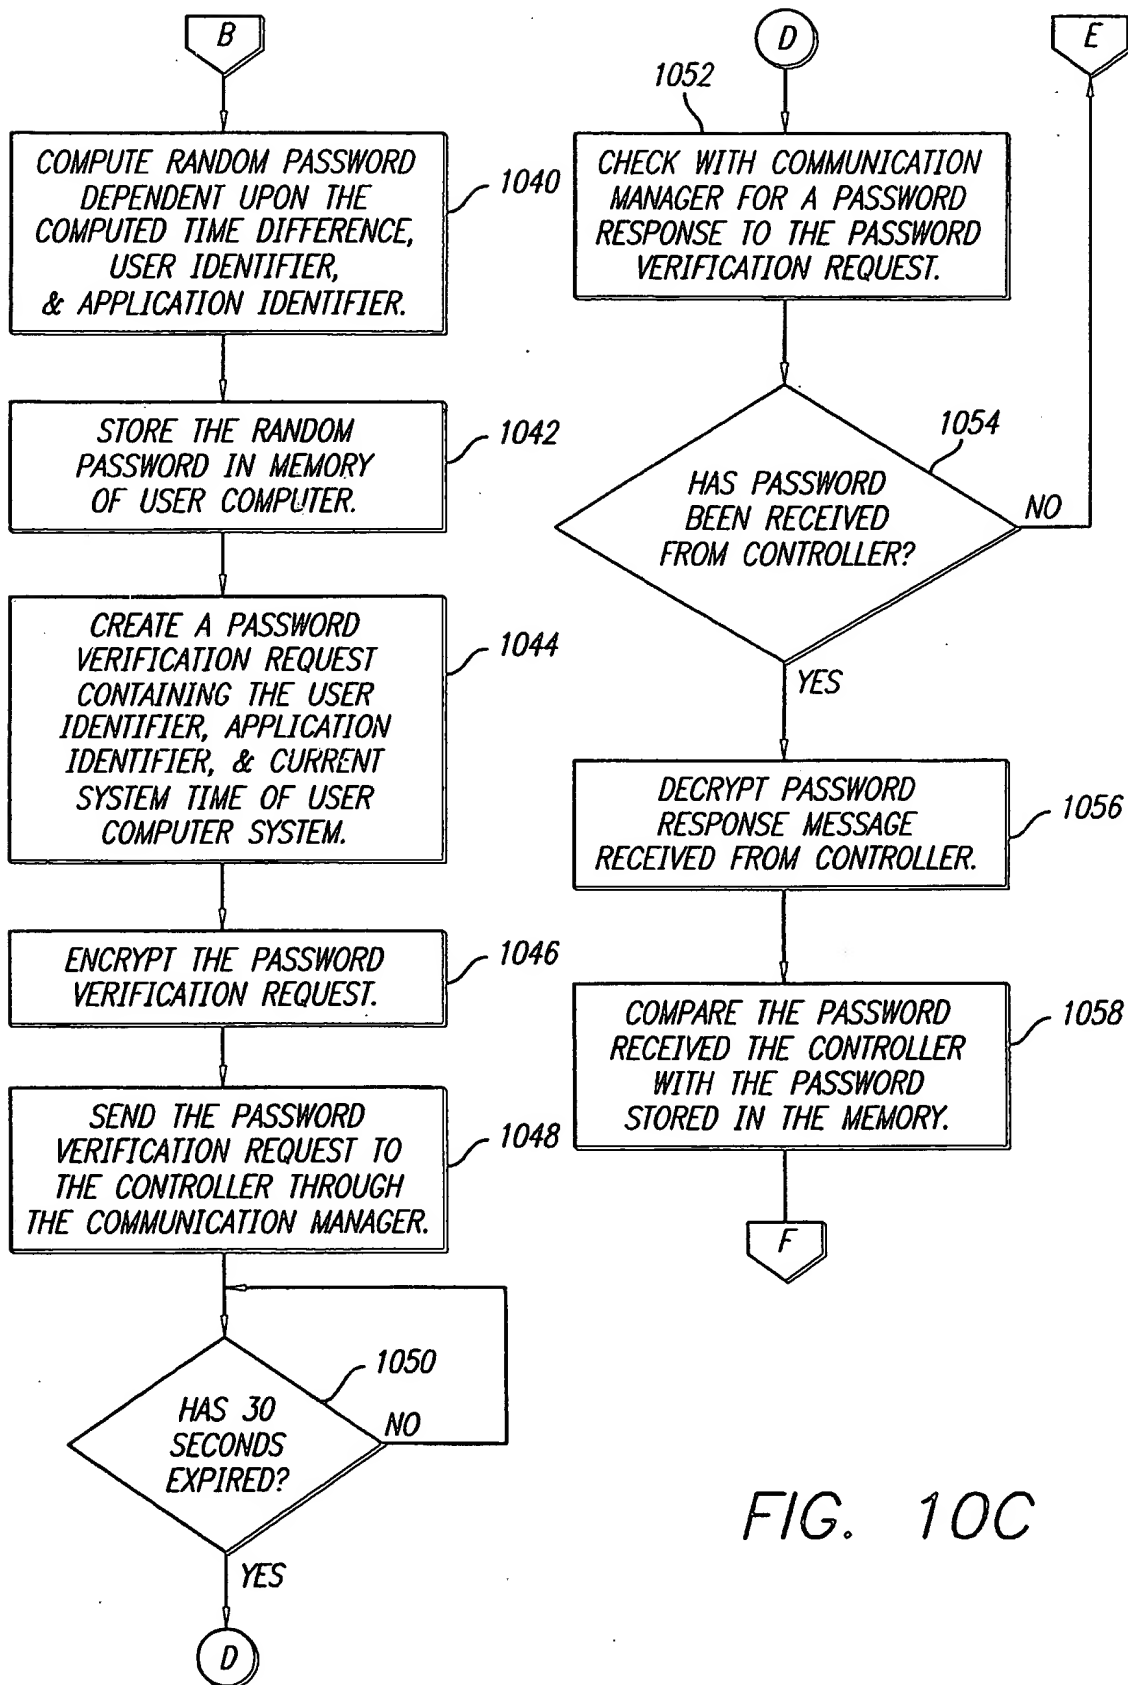 B
COMPUTE RANDOM PASSWORD
DEPENDENT UPON THE
COMPUTED TIME DIFFERENCE,
USER IDENTIFIER,
& APPLICATION IDENTIFIER.
1040
STORE THE RANDOM
PASSWORD IN MEMORY
OF USER COMPUTER.
1042
CREATE A PASSWORD
VERIFICATION REQUEST
CONTAINING THE USER
IDENTIFIER, APPLICATION
IDENTIFIER, & CURRENT
SYSTEM TIME OF USER
COMPUTER SYSTEM.
1044
ENCRYPT THE PASSWORD
VERIFICATION REQUEST.
1046
SEND THE PASSWORD
VERIFICATION REQUEST TO
THE CONTROLLER THROUGH
THE COMMUNICATION MANAGER.
1048
HAS 30
SECONDS
EXPIRED?
1050
NO
YES
D
D
1052
CHECK WITH COMMUNICATION
MANAGER FOR A PASSWORD
RESPONSE TO THE PASSWORD
VERIFICATION REQUEST.
HAS PASSWORD
BEEN RECEIVED
FROM CONTROLLER?
1054
NO
E
YES
DECRYPT PASSWORD
RESPONSE MESSAGE
RECEIVED FROM CONTROLLER.
1056
COMPARE THE PASSWORD
RECEIVED THE CONTROLLER
WITH THE PASSWORD
STORED IN THE MEMORY.
1058
F
FIG. 10C